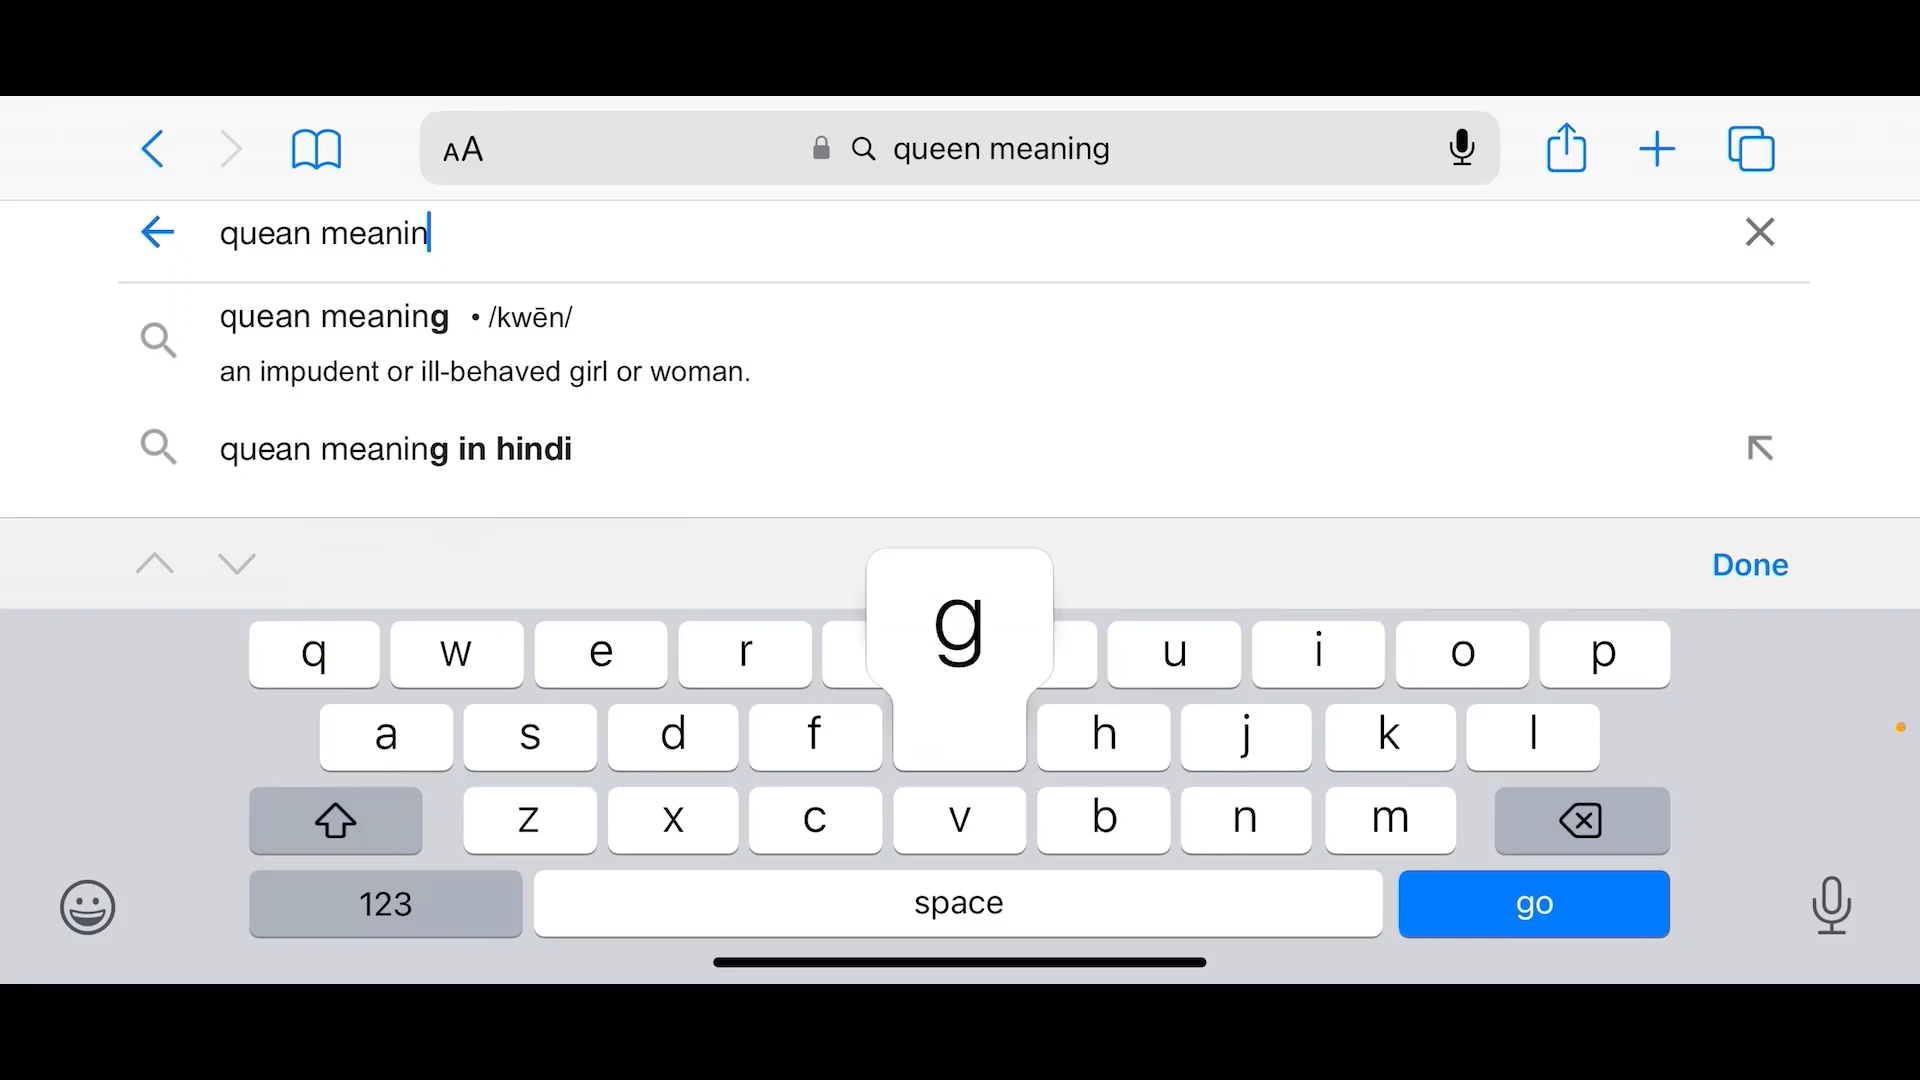 AA queen meaning
quean meanin
quean meaning • /kwēn/
an impudent or ill-behaved girl or woman.
quean meaning in hindi
Done
g
q w e r u i o p
a s d f h j k l
z x c v b n m
123 space go